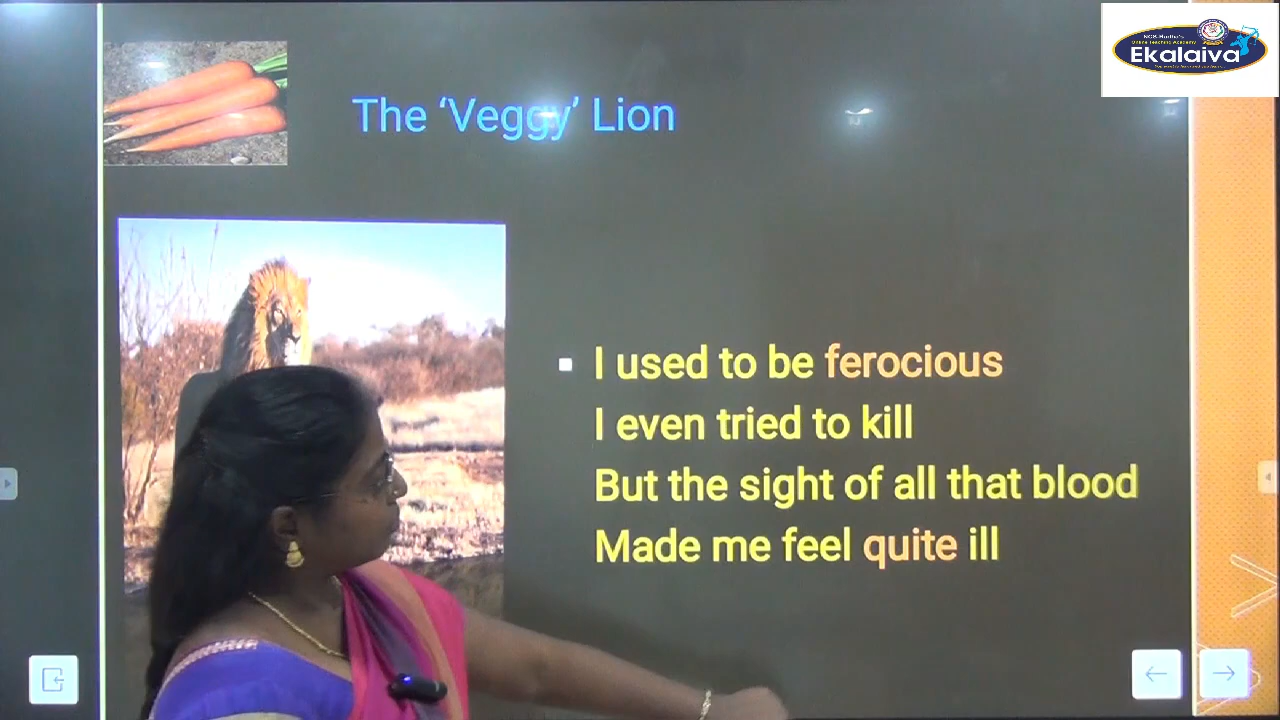 Ekalaiva
The ‘Veggy’ Lion
I used to be ferocious
I even tried to kill
But the sight of all that blood
Made me feel quite ill